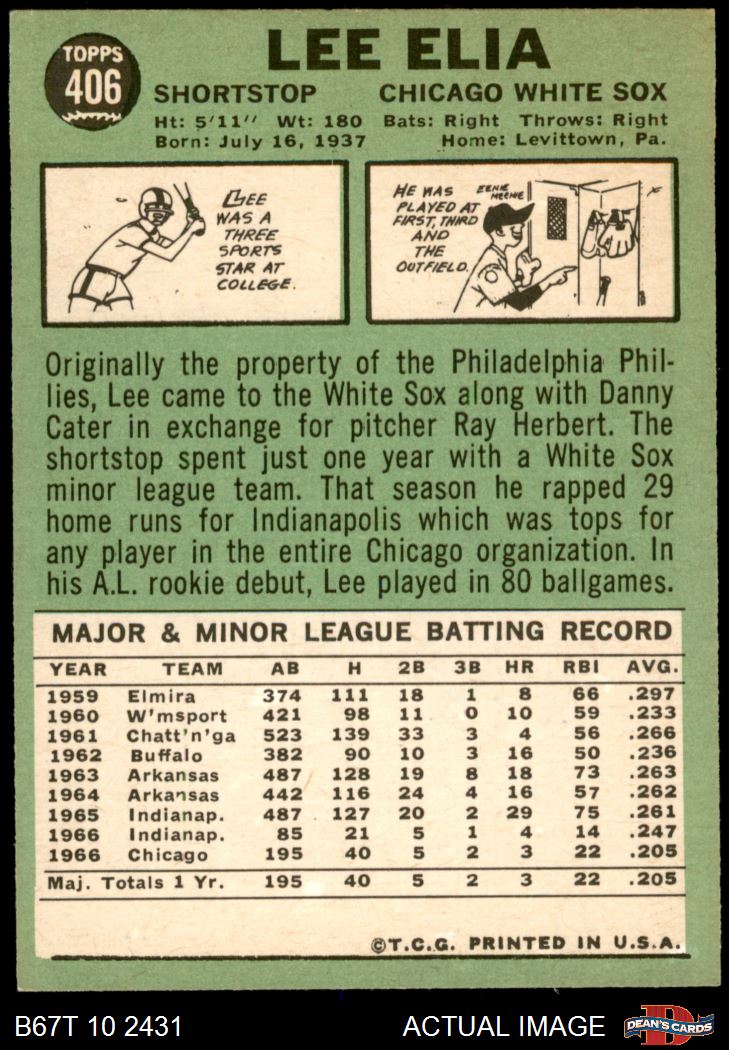 TOPPS
406
LEE ELIA
SHORTSTOP CHICAGO WHITE SOX
Ht: 5'11" Wt: 180 Bats: Right Throws: Right
Born: July 16, 1937 Home: Levittown, Pa.
LEE
WAS A
THREE
SPORTS
STAR AT
COLLEGE.
HE WAS
PLAYED AT
FIRST, THIRD
AND
THE
OUTFIELD.
EENIE
MEENIE
Originally the property of the Philadelphia Phil-
lies, Lee came to the White Sox along with Danny
Cater in exchange for pitcher Ray Herbert. The
shortstop spent just one year with a White Sox
minor league team. That season he rapped 29
home runs for Indianapolis which was tops for
any player in the entire Chicago organization. In
his A.L. rookie debut, Lee played in 80 ballgames.
MAJOR & MINOR LEAGUE BATTING RECORD
YEAR TEAM AB H 2B 3B HR RBI AVG.
1959 Elmira 374 111 18 1 8 66 .297
1960 W'msport 421 98 11 0 10 59 .233
1961 Chatt'n'ga 523 139 33 3 4 56 .266
1962 Buffalo 382 90 10 3 16 50 .236
1963 Arkansas 487 128 19 8 18 73 .263
1964 Arkansas 442 116 24 4 16 57 .262
1965 Indianap. 487 127 20 2 29 75 .261
1966 Indianap. 85 21 5 1 4 14 .247
1966 Chicago 195 40 5 2 3 22 .205
Maj. Totals 1 Yr. 195 40 5 2 3 22 .205
©T.C.G. PRINTED IN U.S.A.
B67T 10 2431 ACTUAL IMAGE
D
DEAN'S CARDS